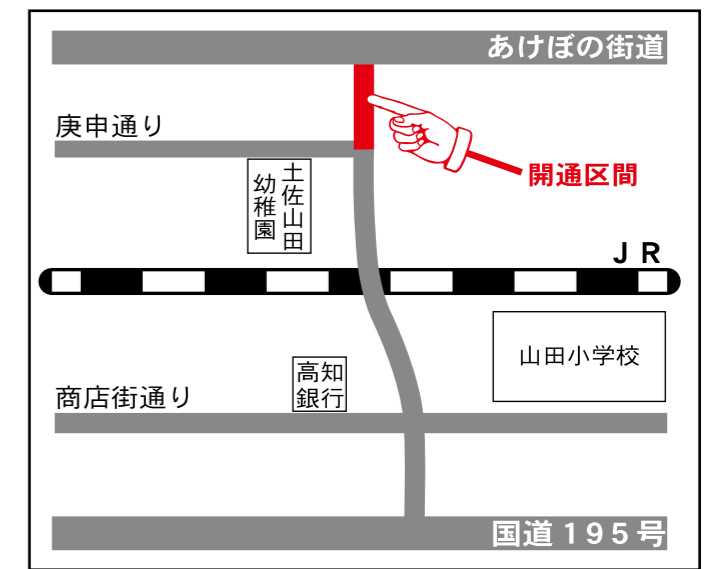 あけぼの街道
庚申通り
開通区間
土佐山田
幼稚園
ＪＲ
山田小学校
高知
銀行
商店街通り
国道１９５号